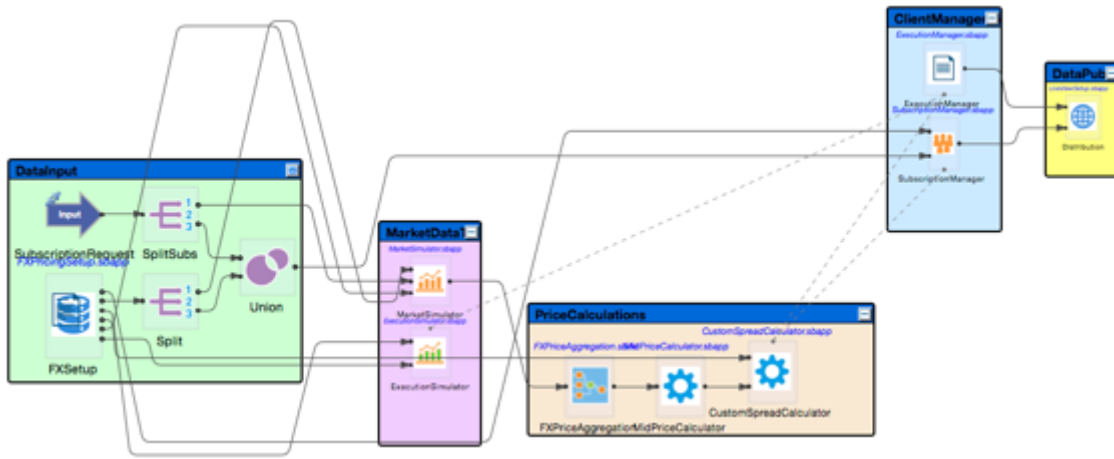 ClientManager
ExecutionManager.sbapp
ExecutionManager
SubscriptionManager.sbapp
SubscriptionManager
DataPub
Distribution
DataInput
Input
SubscriptionRequest
1
2
3
SplitSubs
FXPricingSetup.sbapp
FXSetup
1
2
3
Split
Union
MarketDataT
MarketSimulator.sbapp
MarketSimulator
ExecutionSimulator.sbapp
ExecutionSimulator
PriceCalculations
CustomSpreadCalculator.sbapp
FXPriceAggregation.sb MidPriceCalculator.sbapp
CustomSpreadCalculator
FXPriceAggregation MidPriceCalculator